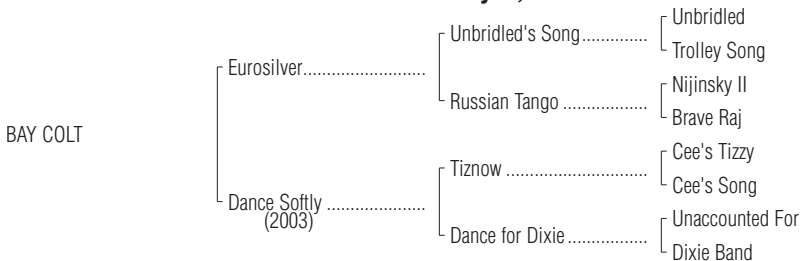 Unbridled
Unbridled's Song..............
Trolley Song
Eurosilver..........................
Nijinsky II
Russian Tango ..................
Brave Raj
BAY COLT
Cee's Tizzy
Tiznow ..............................
Cee's Song
Dance Softly .....................
(2003)
Unaccounted For
Dance for Dixie.................
Dixie Band